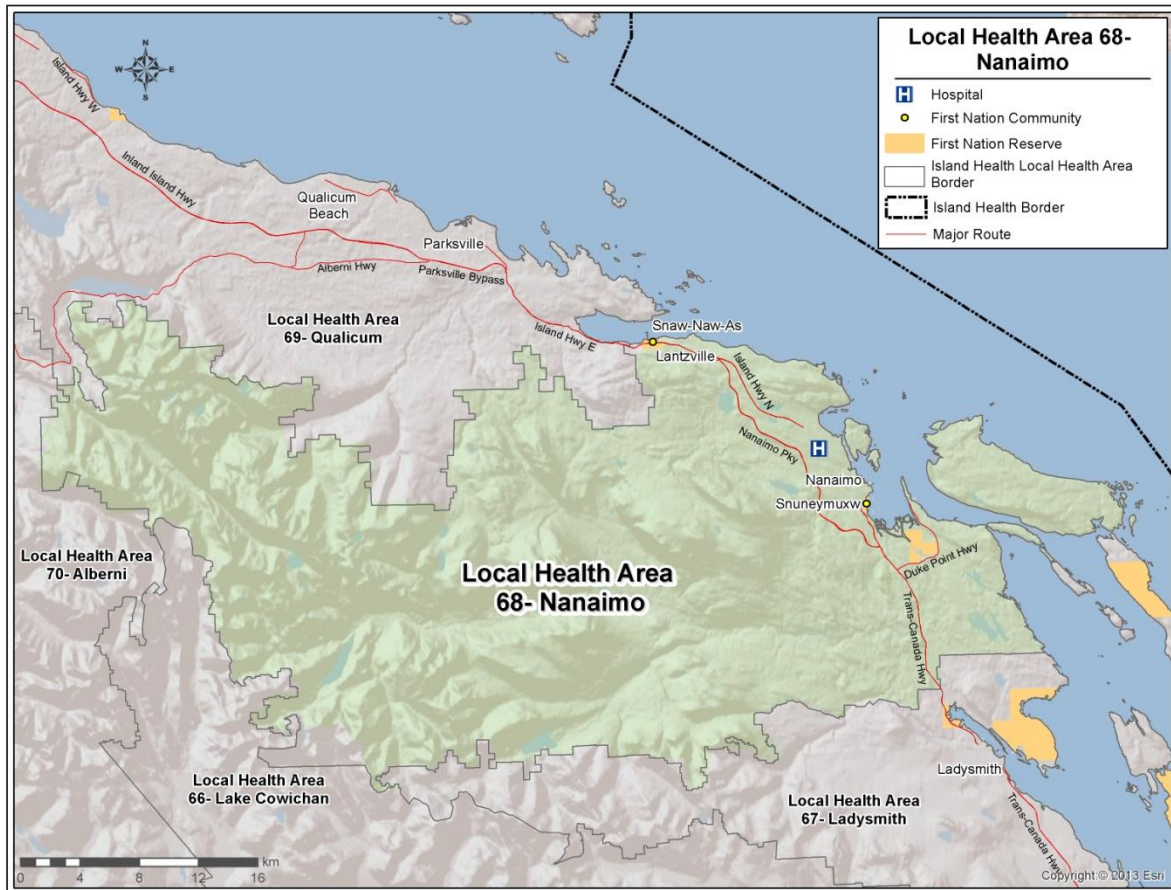 Local Health Area 68-
Nanaimo
Hospital
First Nation Community
First Nation Reserve
Island Health Local Health Area
Border
Island Health Border
Major Route
N
W
E
S
Island Hwy W
Inland Island Hwy
Qualicum
Beach
Parksville
Alberni Hwy
Parksville Bypass
Local Health Area
69- Qualicum
Island Hwy E
Snaw-Naw-As
Lantzville
Island Hwy N
Nanaimo Pky
H
H
Nanaimo
Snuneymuxw
Duke Point Hwy
Local Health Area
70- Alberni
Local Health Area
68- Nanaimo
Trans-Canada Hwy
Local Health Area
66- Lake Cowichan
Ladysmith
Local Health Area
67- Ladysmith
Trans-Canada Hwy
km
0 4 8 16
Copyright:© 2013 Esri